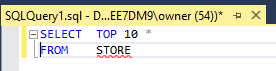 SQLQuery1.sql - D...EE7DM9\owner (54))*
SELECT  TOP 10 *
FROM    STORE